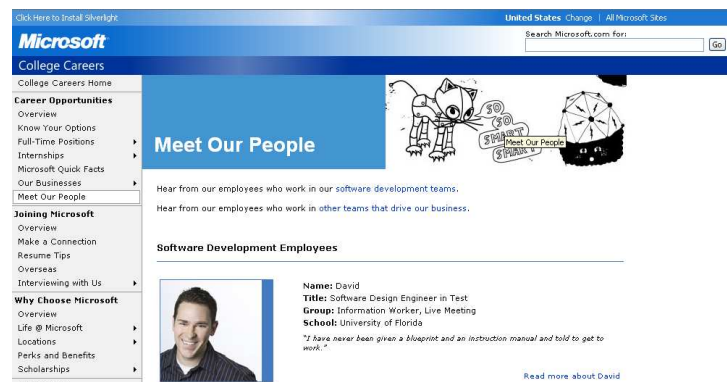 Click Here to Install Silverlight
United States Change | All Microsoft Sites
Microsoft
Search Microsoft.com for:
Go
College Careers
College Careers Home
Career Opportunities
Overview
Know Your Options
Full-Time Positions
Internships
Microsoft Quick Facts
Our Businesses
Meet Our People
Joining Microsoft
Overview
Make a Connection
Resume Tips
Overseas
Interviewing with Us
Why Choose Microsoft
Overview
Life @ Microsoft
Locations
Perks and Benefits
Scholarships
Meet Our People
SO
(SO
SMART
SMART)
Meet Our People
Hear from our employees who work in our software development teams.
Hear from our employees who work in other teams that drive our business.
Software Development Employees
Name: David
Title: Software Design Engineer in Test
Group: Information Worker, Live Meeting
School: University of Florida
"I have never been given a blueprint and an instruction manual and told to get to
work."
Read more about David